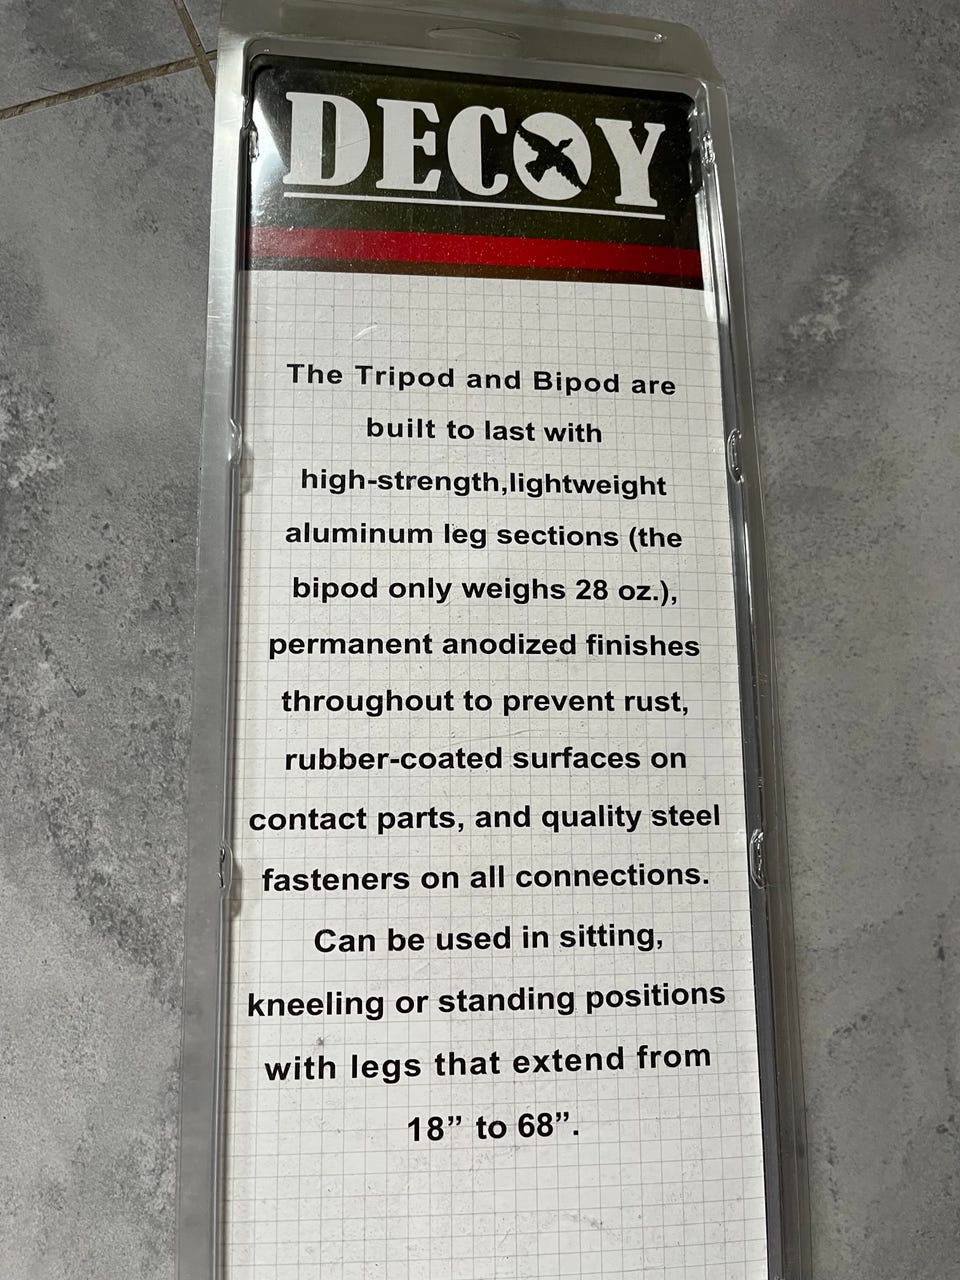 DECOY
The Tripod and Bipod are
built to last with
high-strength,lightweight
aluminum leg sections (the
bipod only weighs 28 oz.),
permanent anodized finishes
throughout to prevent rust,
rubber-coated surfaces on
contact parts, and quality steel
fasteners on all connections.
Can be used in sitting,
kneeling or standing positions
with legs that extend from
18” to 68”.